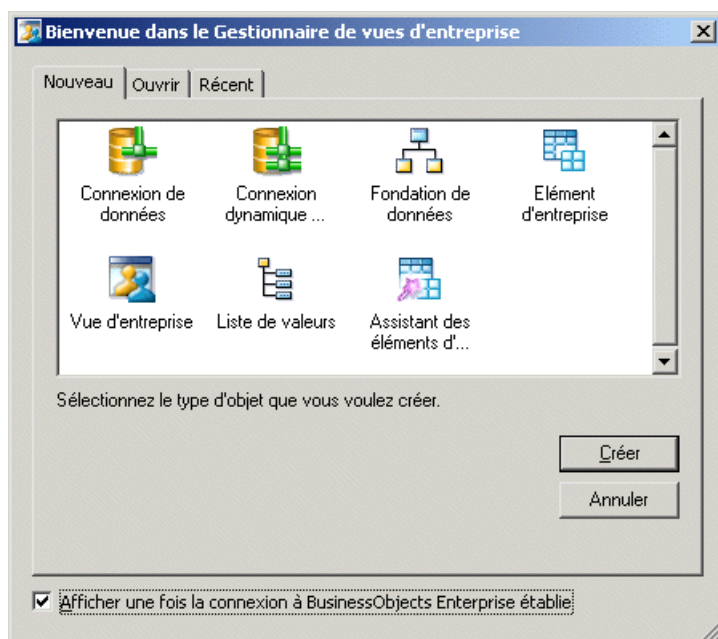 Bienvenue dans le Gestionnaire de vues d'entreprise
Nouveau Ouvrir Récent
Connexion de données
Connexion dynamique ...
Fondation de données
Elément d'entreprise
Vue d'entreprise
Liste de valeurs
Assistant des éléments d'...
Sélectionnez le type d'objet que vous voulez créer.
Créer
Annuler
Afficher une fois la connexion à BusinessObjects Enterprise établie